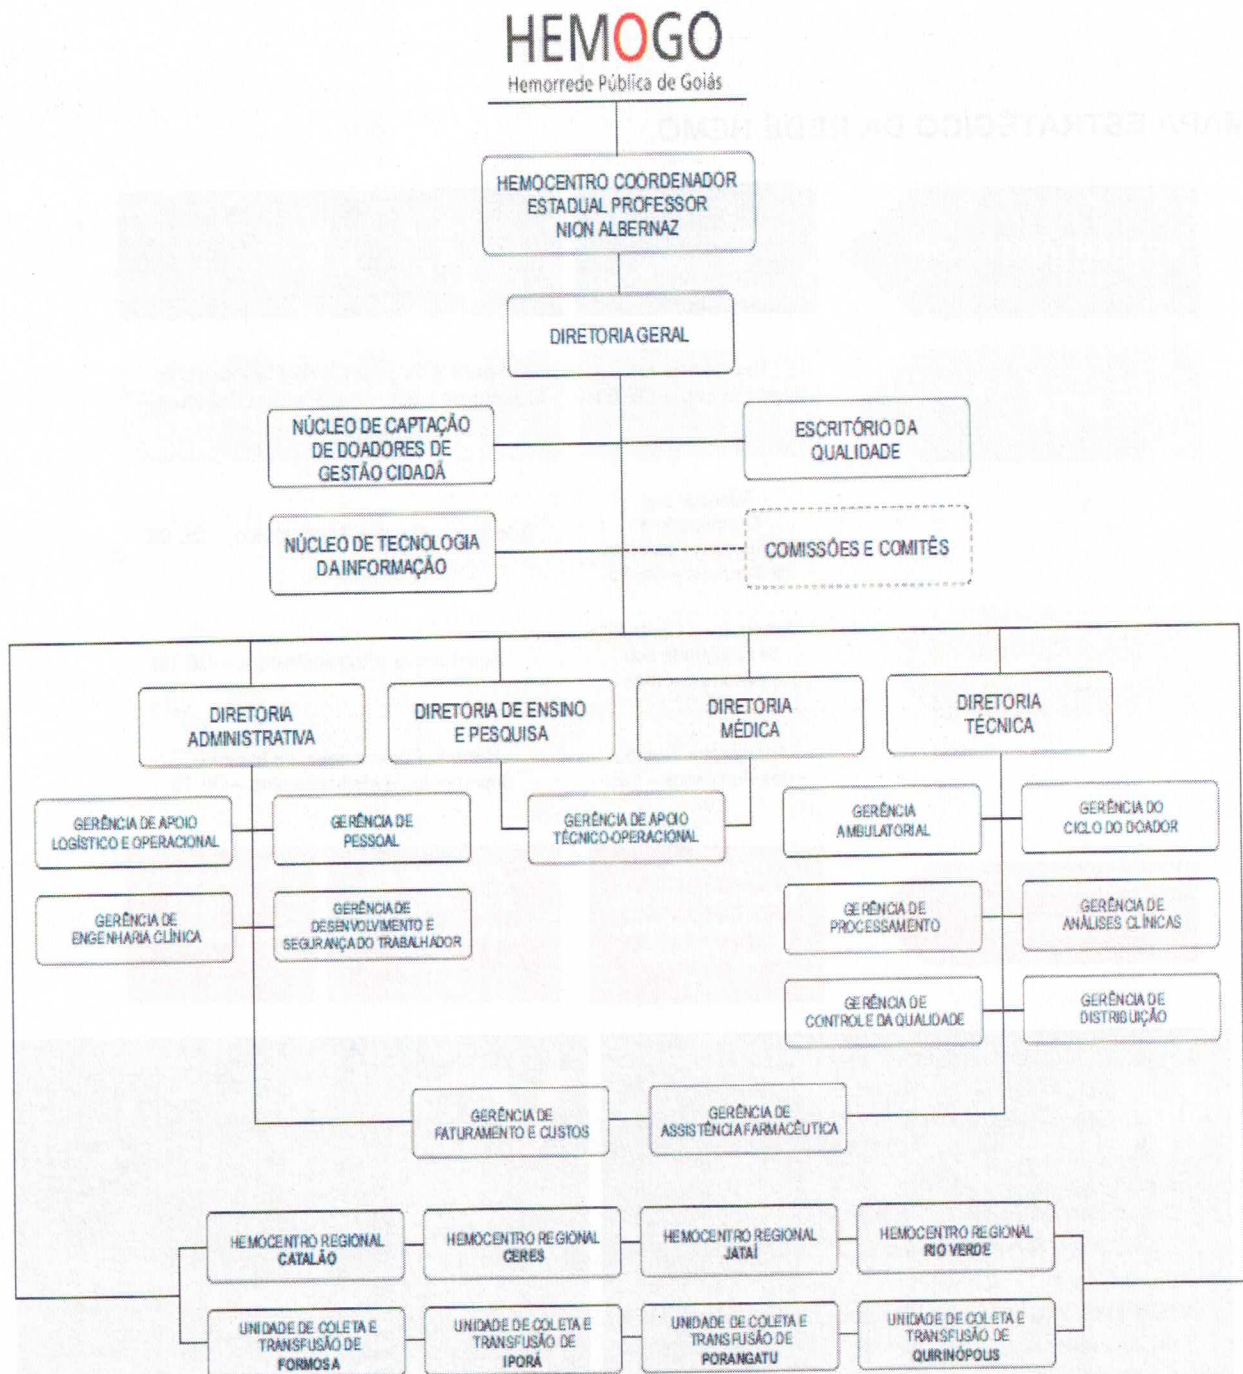 HEMOGO
Hemorrede Pública de Goiás
MAPA ESTRATÉGICO DA REDE HEMO
HEMOCENTRO COORDENADOR
ESTADUAL PROFESSOR
NION ALBERNAZ
DIRETORIA GERAL
NÚCLEO DE CAPTAÇÃO
DE DOADORES DE
GESTÃO CIDADÃ
ESCRITÓRIO DA
QUALIDADE
NÚCLEO DE TECNOLOGIA
DA INFORMAÇÃO
COMISSÕES E COMITÊS
DIRETORIA
ADMINISTRATIVA
DIRETORIA DE ENSINO
E PESQUISA
DIRETORIA
MÉDICA
DIRETORIA
TÉCNICA
GERÊNCIA DE APOIO
LOGÍSTICO E OPERACIONAL
GERÊNCIA DE
PESSOAL
GERÊNCIA DE APOIO
TÉCNICO-OPERACIONAL
GERÊNCIA
AMBULATORIAL
GERÊNCIA DO
CICLO DO DOADOR
GERÊNCIA DE
ENGENHARIA CLÍNICA
GERÊNCIA DE
DESENVOLVIMENTO E
SEGURANÇA DO TRABALHADOR
GERÊNCIA DE
PROCESSAMENTO
GERÊNCIA DE
ANÁLISES CLÍNICAS
GERÊNCIA DE
CONTROLE DA QUALIDADE
GERÊNCIA DE
DISTRIBUIÇÃO
GERÊNCIA DE
FATURAMENTO E CUSTOS
GERÊNCIA DE
ASSISTÊNCIA FARMACÊUTICA
HEMOCENTRO REGIONAL
CATALÃO
HEMOCENTRO REGIONAL
CERES
HEMOCENTRO REGIONAL
JATAÍ
HEMOCENTRO REGIONAL
RIO VERDE
UNIDADE DE COLETA E
TRANSFUSÃO DE
FORMOSA
UNIDADE DE COLETA E
TRANSFUSÃO DE
IPORÁ
UNIDADE DE COLETA E
TRANSFUSÃO DE
PORANGATU
UNIDADE DE COLETA E
TRANSFUSÃO DE
QUIRINÓPOLIS